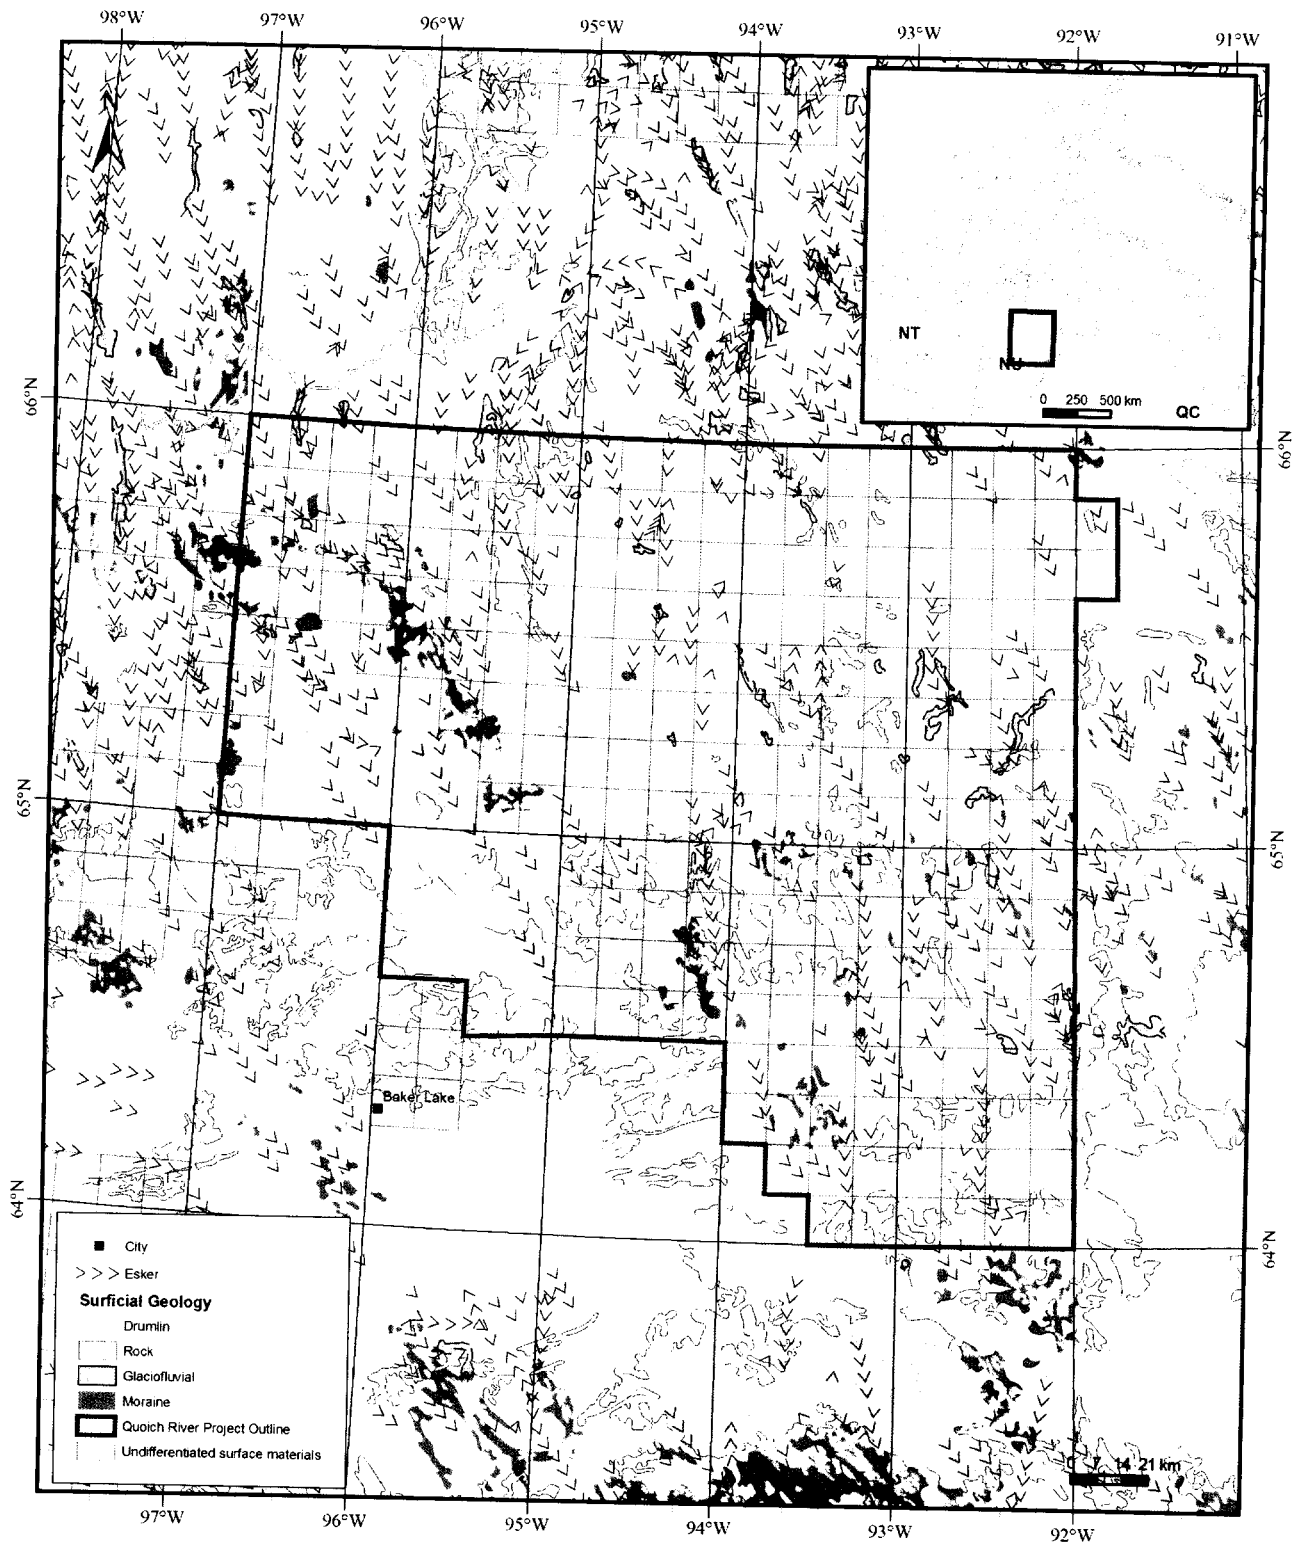 98°W 97°W 96°W 95°W 94°W 93°W 92°W 91°W
NT
NU
0 250 500 km
QC
66°N
66°N
65°N
65°N
Baker Lake
64°N
64°N
City
> > > Esker
Surficial Geology
Drumlin
Rock
Glaciofluvial
Moraine
Quoich River Project Outline
Undifferentiated surface materials
7 14 21 km
97°W 96°W 95°W 94°W 93°W 92°W